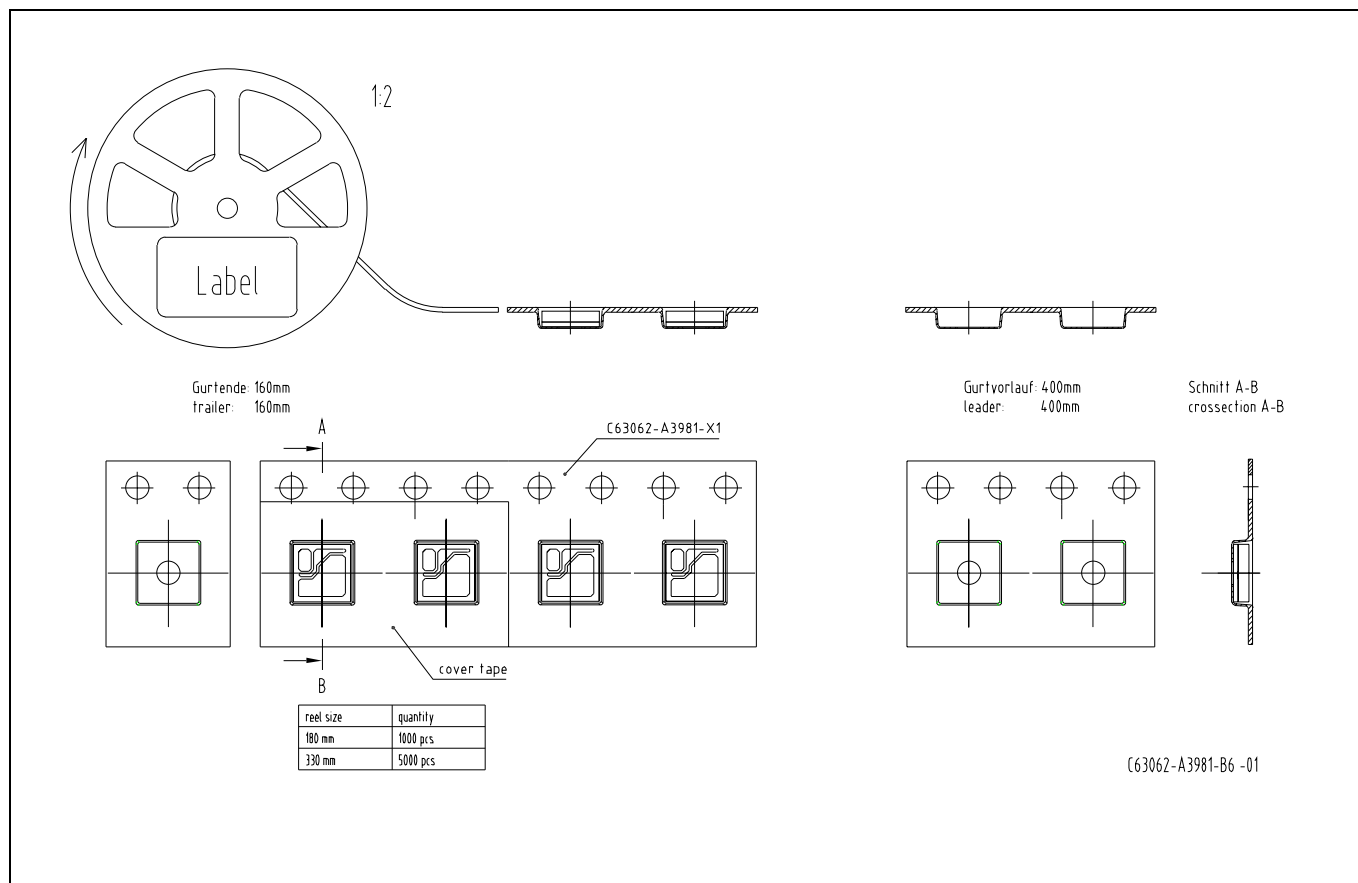 1:2
Label
Gurtende: 160mm
trailer: 160mm
Gurtvorlauf: 400mm
leader: 400mm
Schnitt A-B
crossection A-B
A
C63062-A3981-X1
cover tape
B
reel size quantity
180 mm 1000 pcs
330 mm 5000 pcs
C63062-A3981-B6 -01